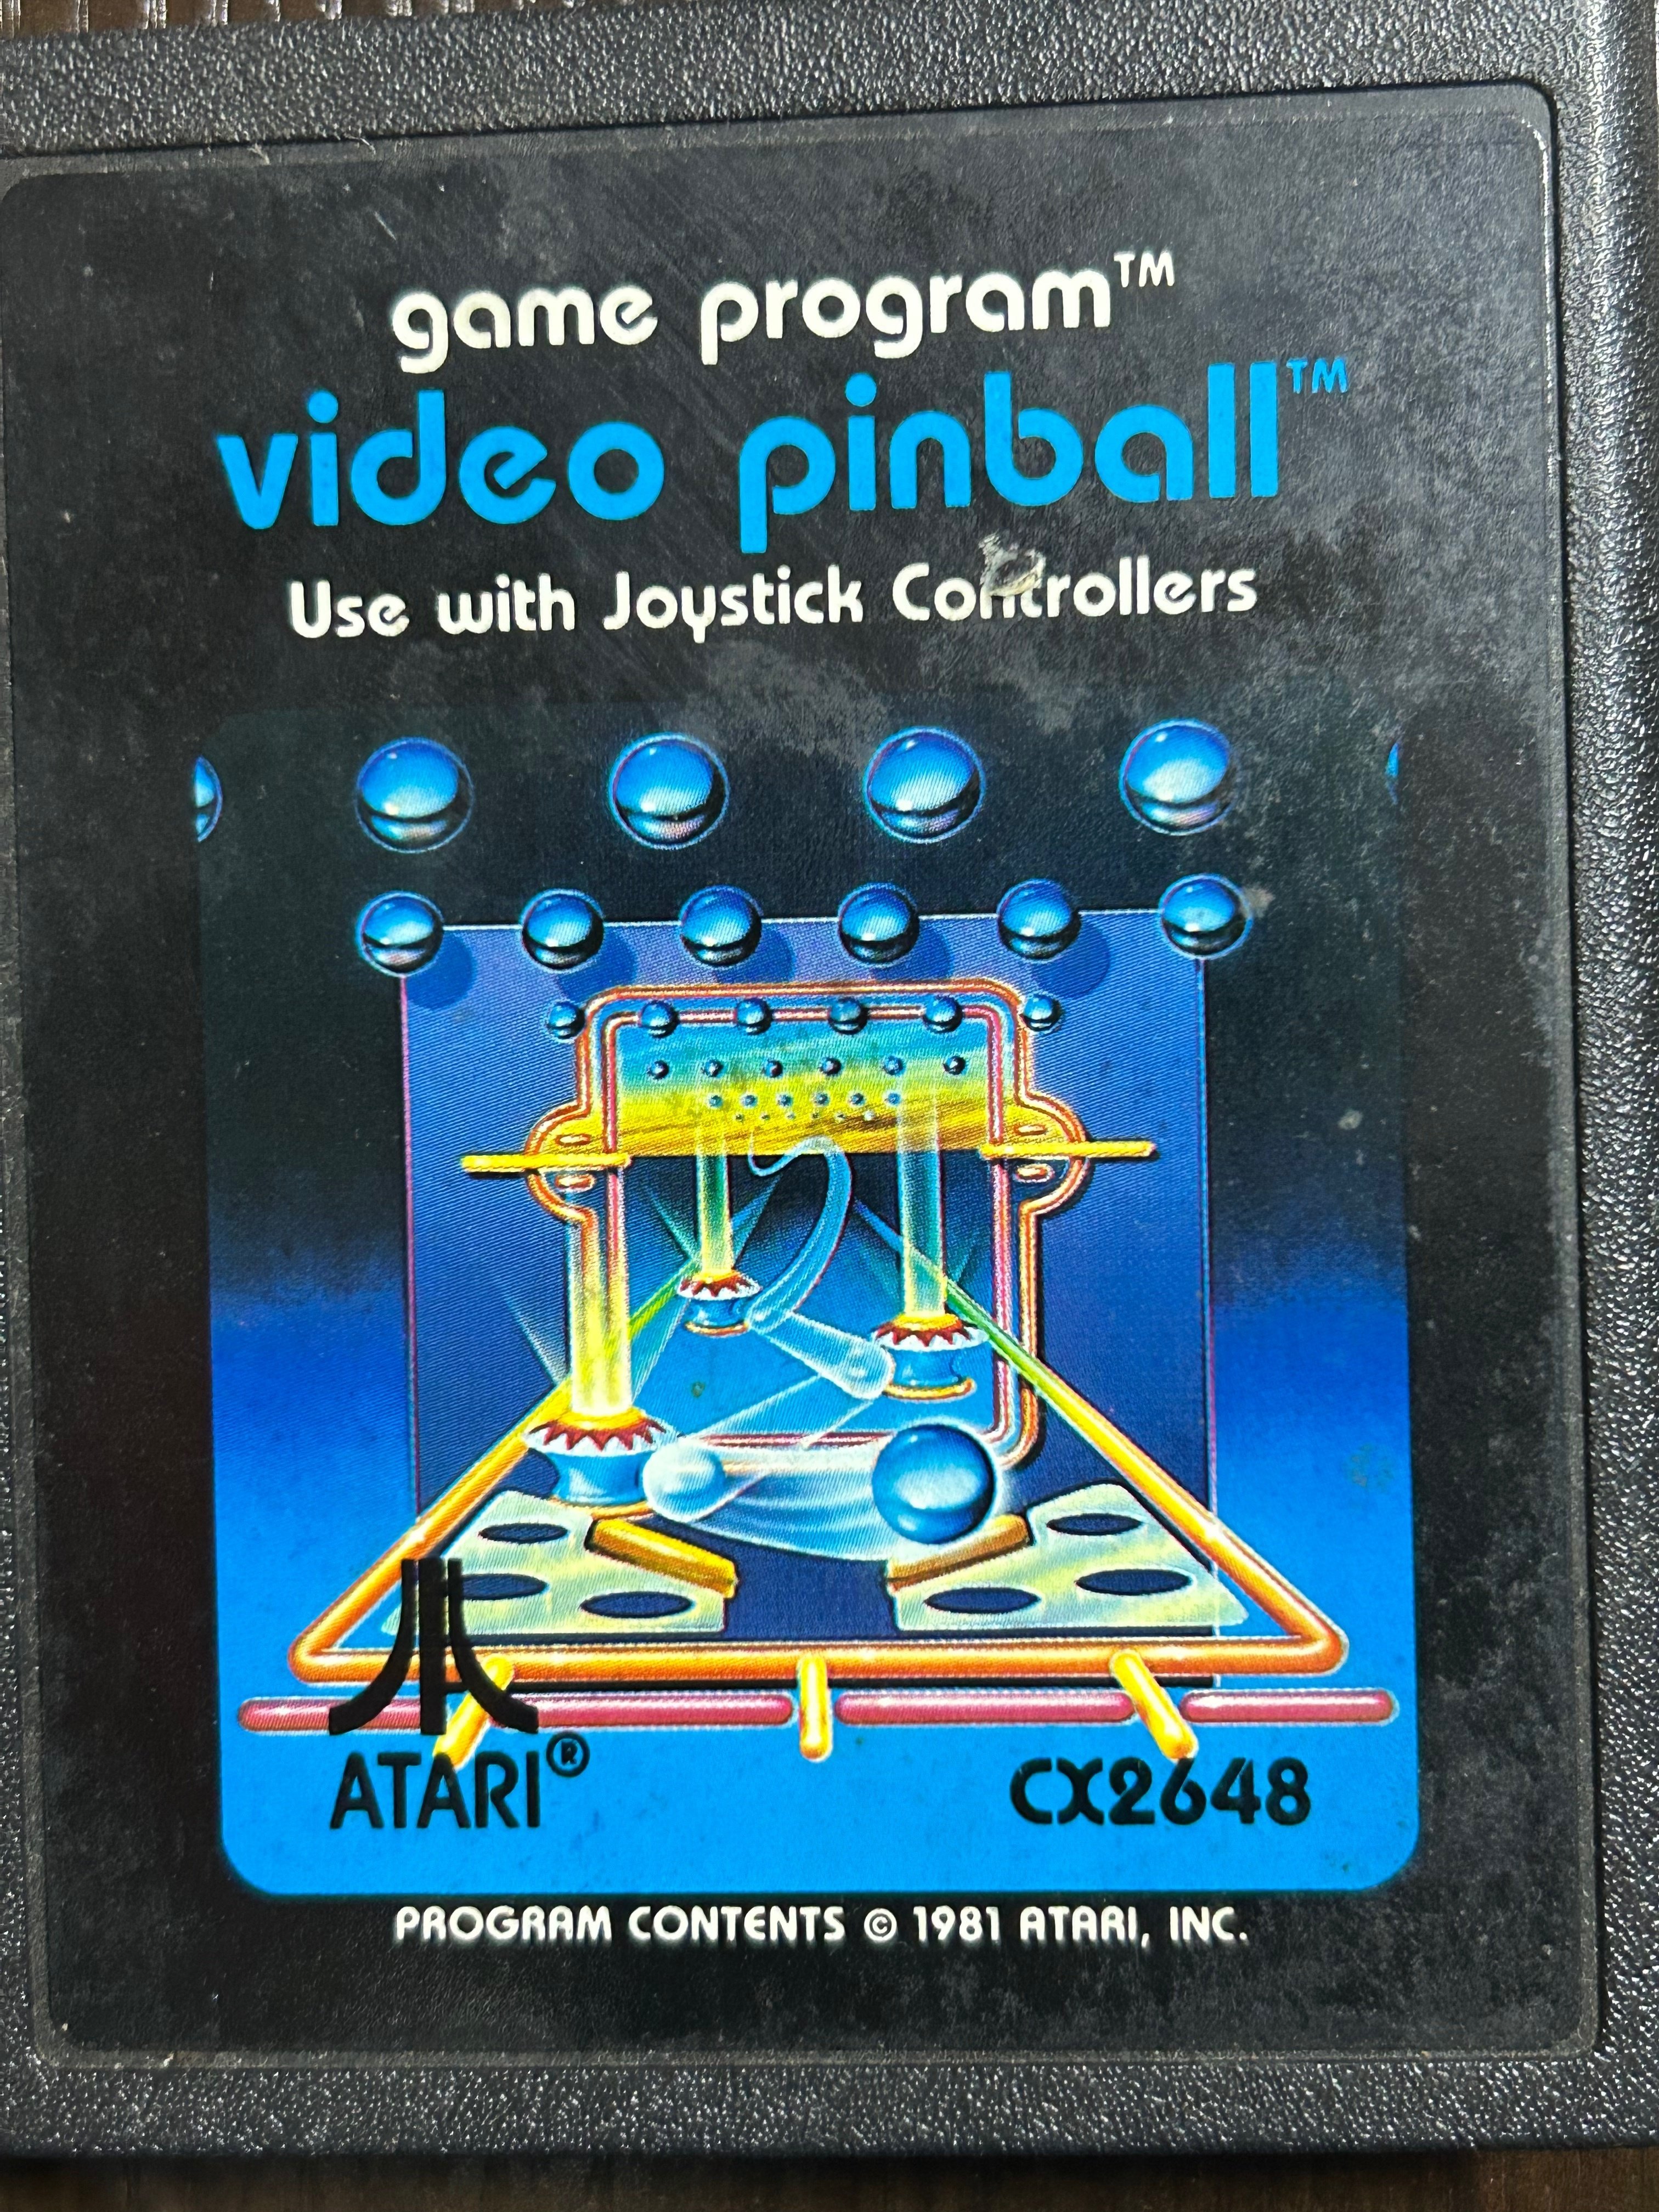 game program™
video pinball™
Use with Joystick Controllers
ATARI®
CX2648
PROGRAM CONTENTS © 1981 ATARI, INC.